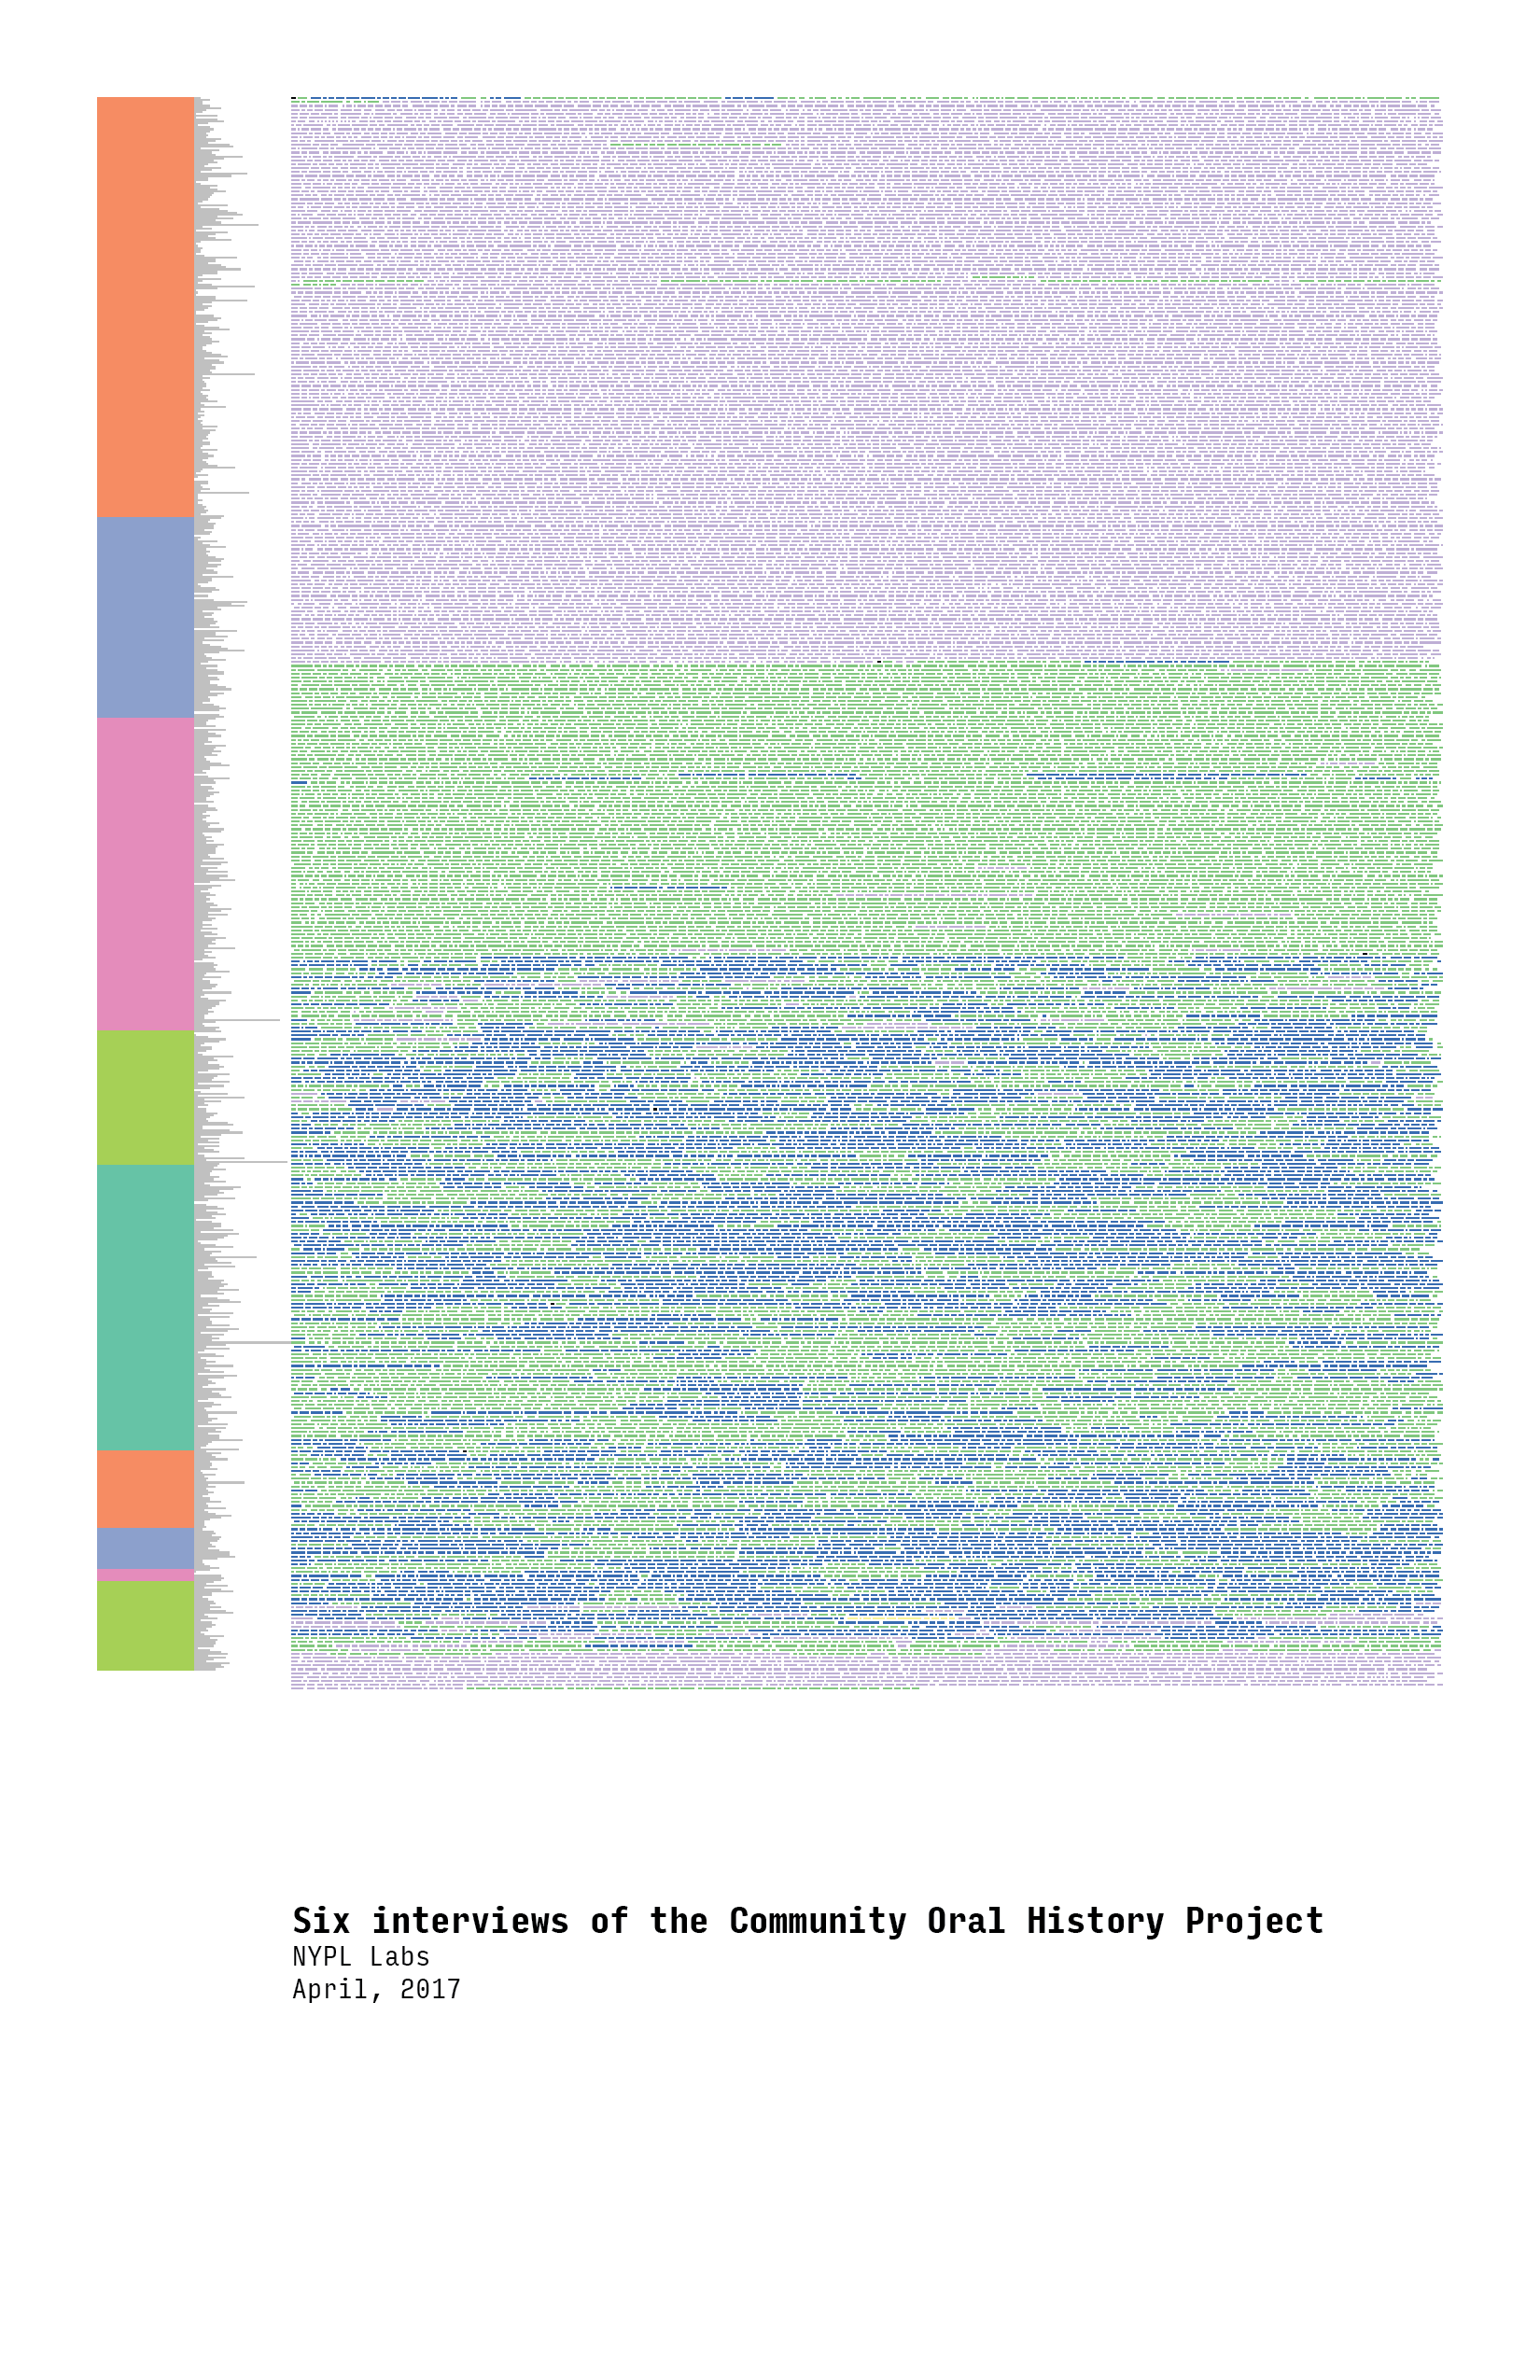 Six interviews of the Community Oral History Project
NYPL Labs
April, 2017